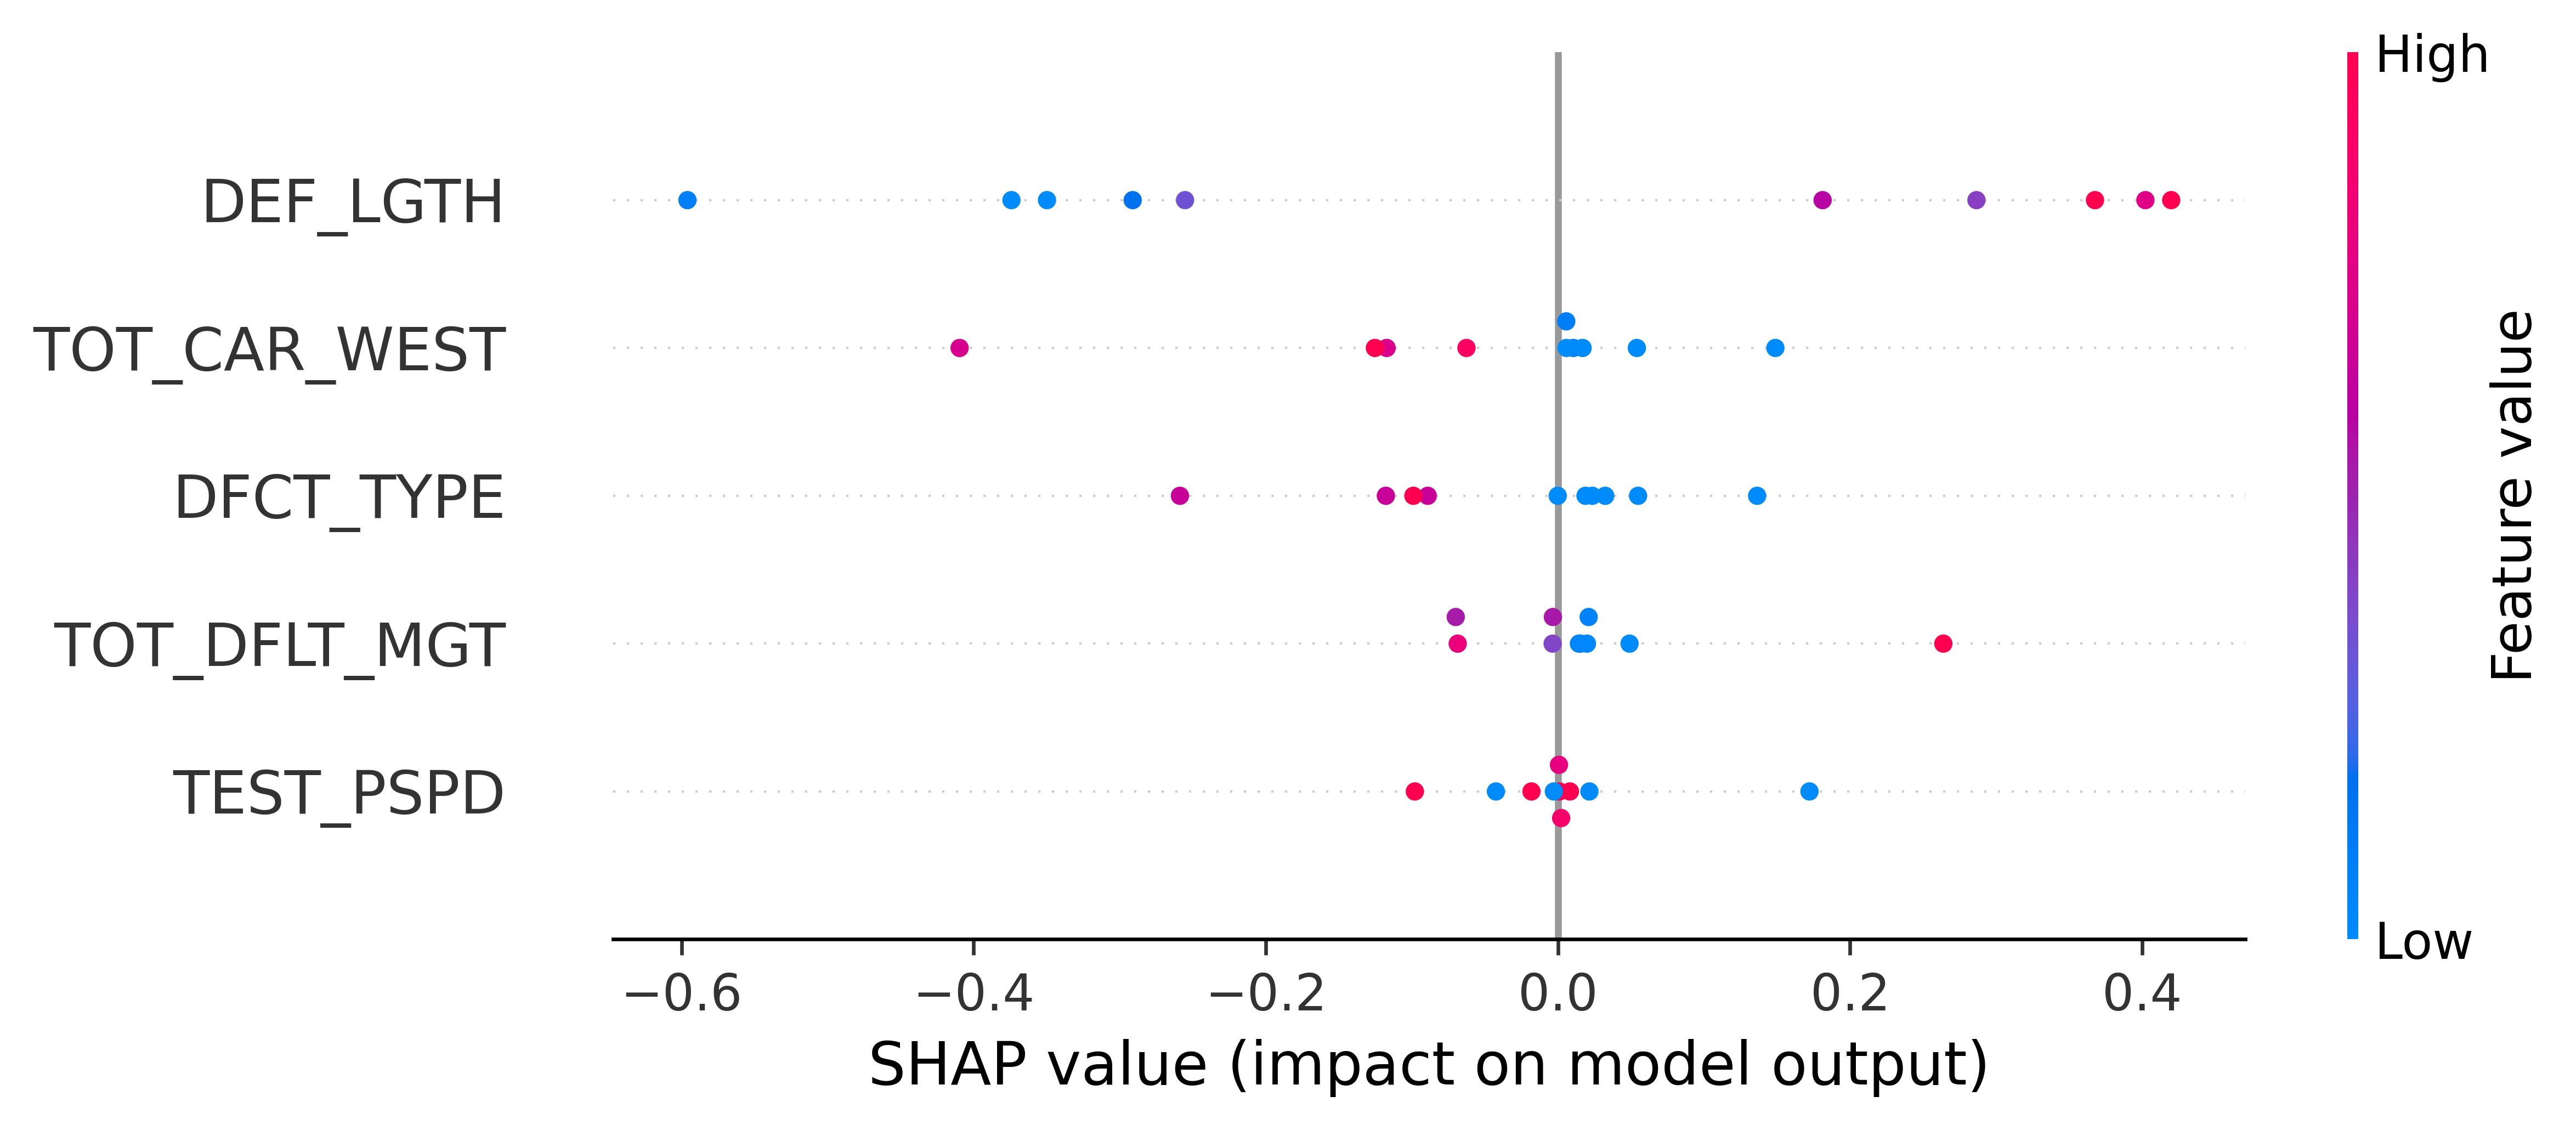 High
DEF_LGTH
TOT_CAR_WEST
DFCT_TYPE
TOT_DFLT_MGT
TEST_PSPD
Feature value
Low
−0.6 −0.4 −0.2 0.0 0.2 0.4
SHAP value (impact on model output)